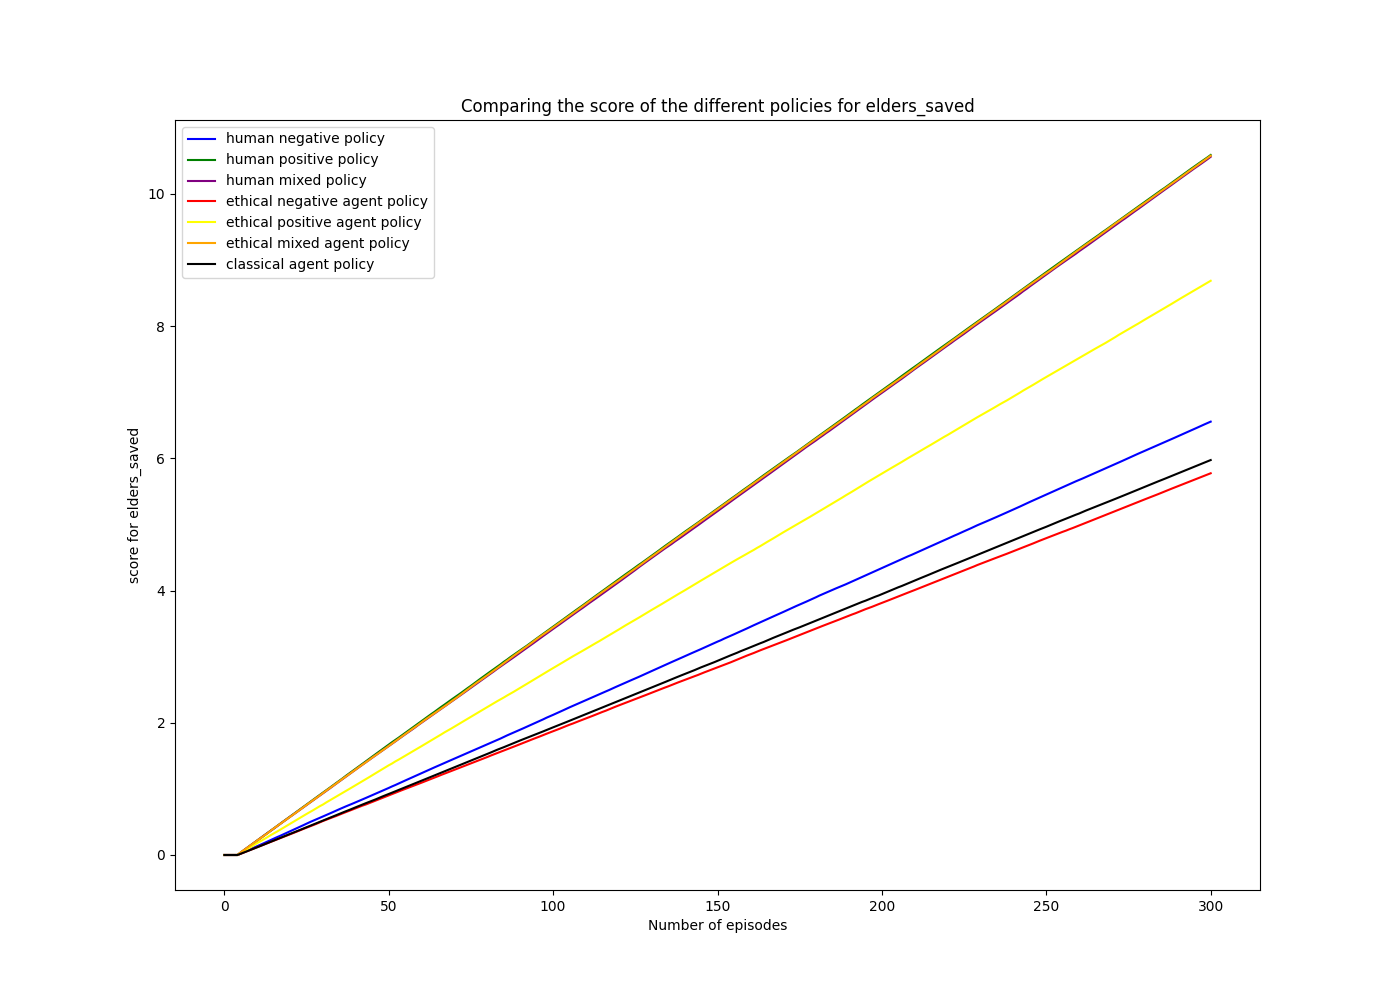 Comparing the score of the different policies for elders_saved
human negative policy
human positive policy
human mixed policy
ethical negative agent policy
ethical positive agent policy
ethical mixed agent policy
classical agent policy
10
8
6
4
2
0
score for elders_saved
0 50 100 150 200 250 300
Number of episodes